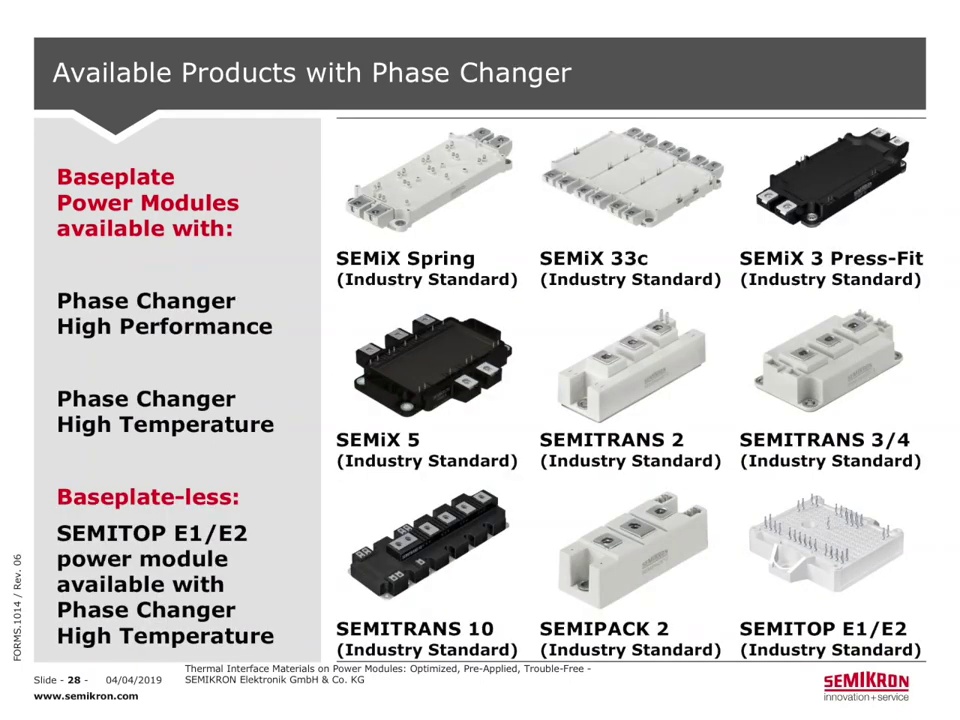 Available Products with Phase Changer
Baseplate
Power Modules
available with:
Phase Changer
High Performance
Phase Changer
High Temperature
Baseplate-less:
SEMITOP E1/E2
power module
available with
Phase Changer
High Temperature
SEMiX Spring
(Industry Standard)
SEMiX 33c
(Industry Standard)
SEMiX 3 Press-Fit
(Industry Standard)
SEMiX 5
(Industry Standard)
SEMITRANS 2
(Industry Standard)
SEMITRANS 3/4
(Industry Standard)
SEMITRANS 10
(Industry Standard)
SEMIPACK 2
(Industry Standard)
SEMITOP E1/E2
(Industry Standard)
FORMS.1014 / Rev. 06
Slide - 28 - 04/04/2019
Thermal Interface Materials on Power Modules: Optimized, Pre-Applied, Trouble-Free -
SEMIKRON Elektronik GmbH & Co. KG
www.semikron.com
SEMIKRON
innovation+service